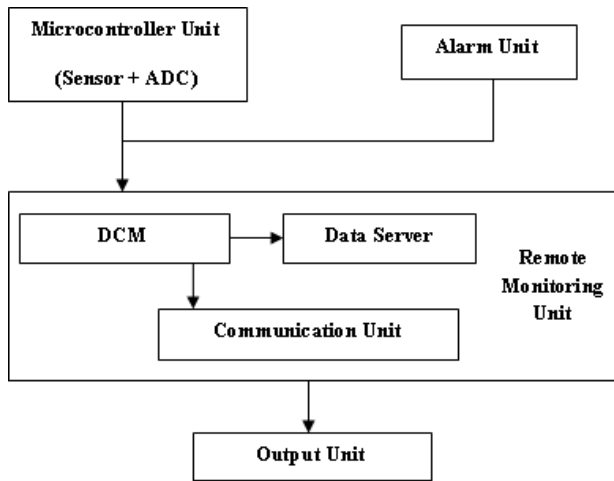 Microcontroller Unit
(Sensor + ADC)
Alarm Unit
DCM
Data Server
Remote
Monitoring
Unit
Communication Unit
Output Unit